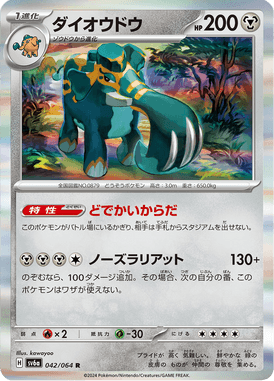 1進化 ダイオウドウ HP200
ゾウドウから進化
全国図鑑NO.0879 どうぞうポケモン 高さ:3.0m 重さ:650.0kg
特性 どでかいからだ
このポケモンがバトル場にいるかぎり、相手は手札からスタジアムを出せない。
ノーズラリアット 130+
のぞむなら、100ダメージ追加。その場合、次の自分の番、このポ
ケモンはワザが使えない。
弱点 ×2 抵抗力 -30 にげる
Illus. kawayoo
H sv6a 042/064 R
©2024 Pokémon/Nintendo/Creatures/GAME FREAK.